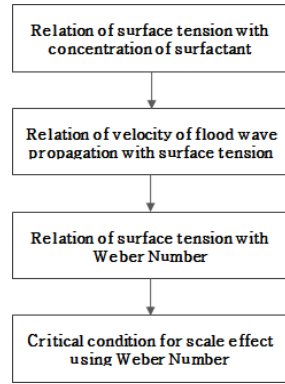 Relation of surface tension with
concentration of surfactant
Relation of velocity of flood wave
propagation with surface tension
Relation of surface tension with
Weber Number
Critical condition for scale effect
using Weber Number